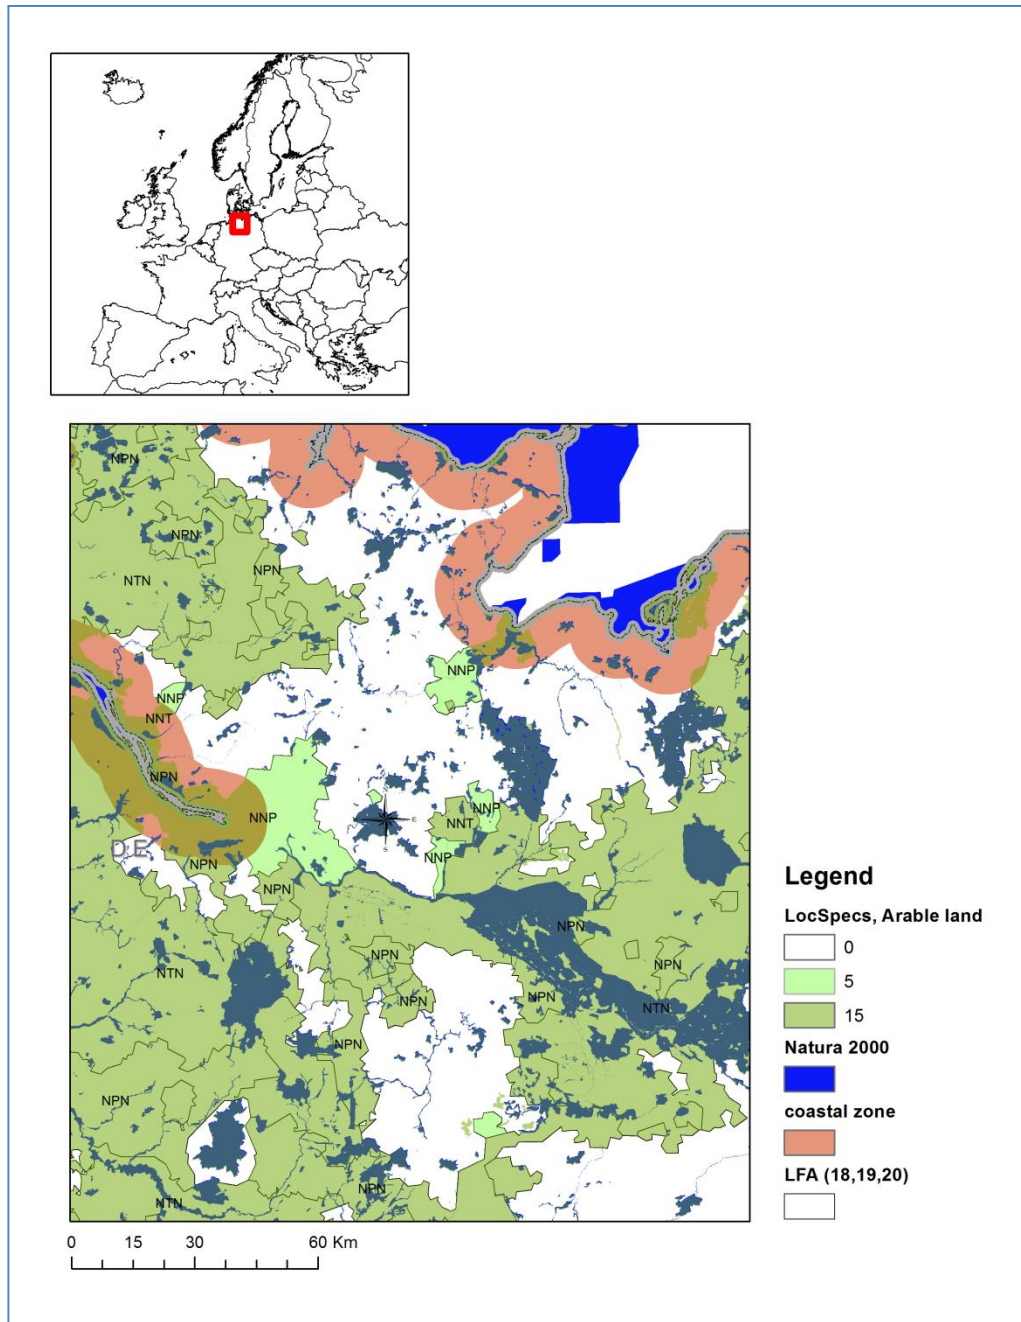 NPN
NPN
NTN
NPN
NNP
NNP
NNT
NPN
NNP
NNP
NNT
E
S
NNP
D E
NPN
NPN
NPN
NPN
NPN
NTN
NPN
NPN
NTN
NPN
NPN
NTN
NPN
0 15 30 60 Km
Legend
LocSpecs, Arable land
0
5
15
Natura 2000
coastal zone
LFA (18,19,20)